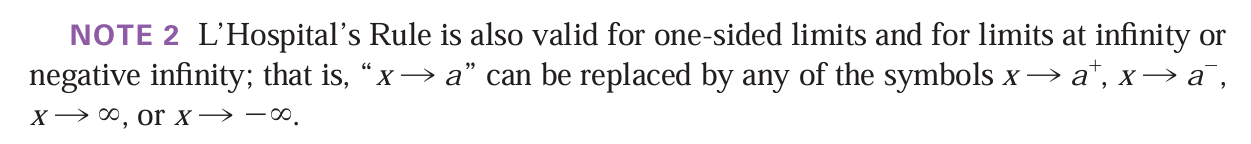 NOTE 2 L’Hospital’s Rule is also valid for one-sided limits and for limits at infinity or
negative infinity; that is, “x → a” can be replaced by any of the symbols x → a⁺, x → a⁻,
x → ∞, or x → −∞.